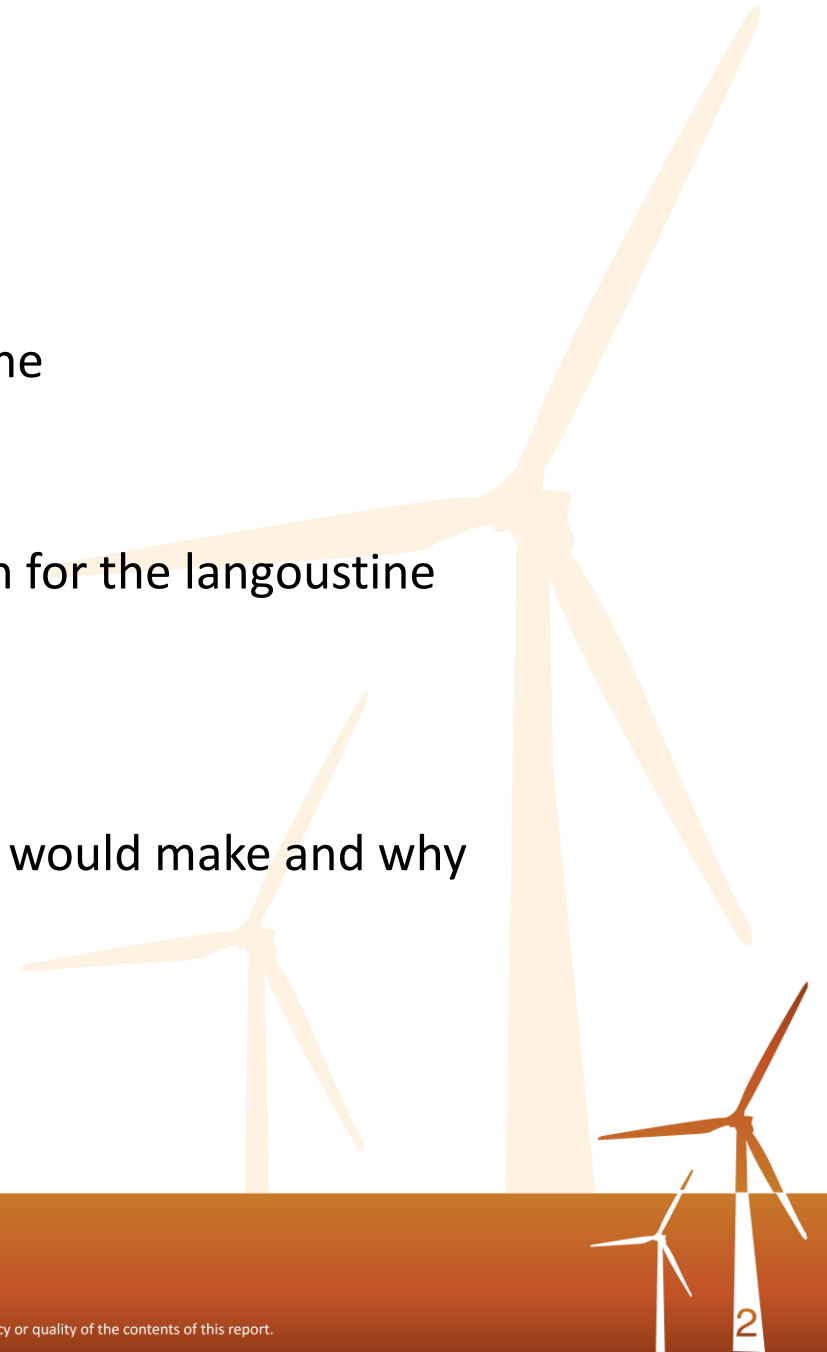 ne
n for the langoustine
would make and why
cy or quality of the contents of this report.
2